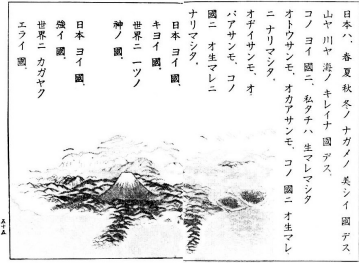 日本ハ、春夏秋冬ノ ナガメノ 美シイ 國 デス。
山ヤ 川ヤ 海ノ キレイナ 國 デス。
コノ ヨイ 國ニ、私タチハ 生マレマシタ。
オトウサンモ、オカアサンモ、コノ 國ニ オ生マレ
ニ ナリマシタ。
オヂイサンモ、オ
バアサンモ、コノ
國ニ オ生マレニ
ナリマシタ。
日本 ヨイ 國、
キヨイ 國。
世界ニ 一ツノ
神ノ 國。
日本 ヨイ 國、
強イ 國。
世界ニ カガヤク
エライ 國。
五十五